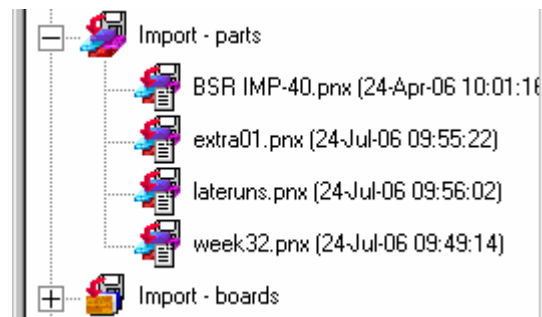 Import - parts
BSR IMP-40.pnx (24-Apr-06 10:01:16
extra01.pnx (24-Jul-06 09:55:22)
lateruns.pnx (24-Jul-06 09:56:02)
week32.pnx (24-Jul-06 09:49:14)
Import - boards